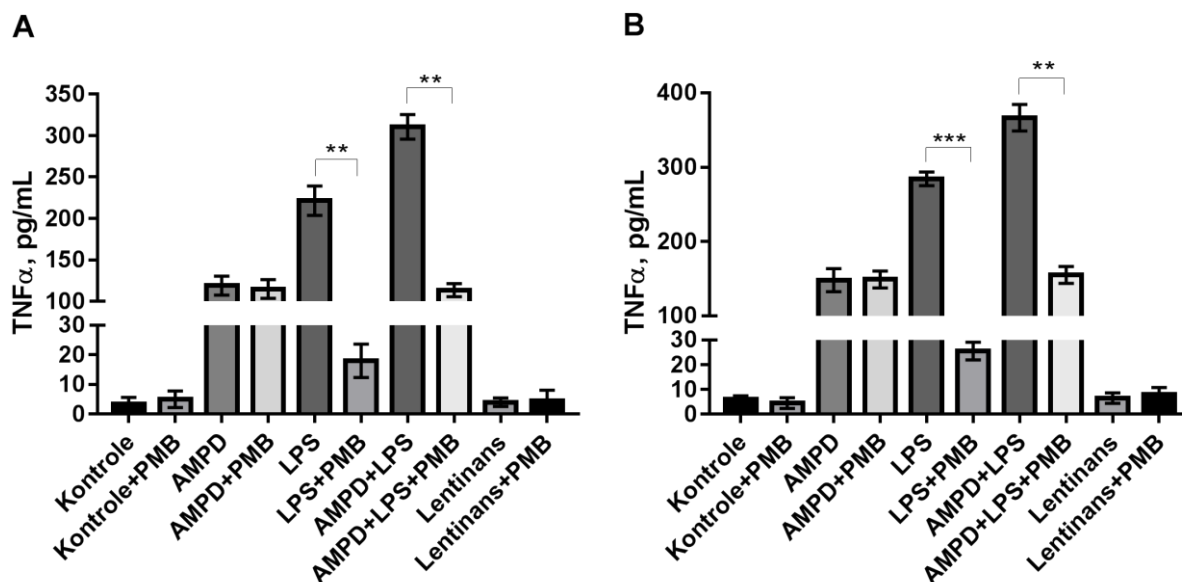 A
TNFα, pg/mL
350
300
250
200
150
100
30
20
10
0
**
**
Kontrole
Kontrole+PMB
AMPD
AMPD+PMB
LPS
LPS+PMB
AMPD+LPS
AMPD+LPS+PMB
Lentinans
Lentinans+PMB
B
TNFα, pg/mL
400
300
200
100
30
20
10
0
***
**
Kontrole
Kontrole+PMB
AMPD
AMPD+PMB
LPS
LPS+PMB
AMPD+LPS
AMPD+LPS+PMB
Lentinans
Lentinans+PMB